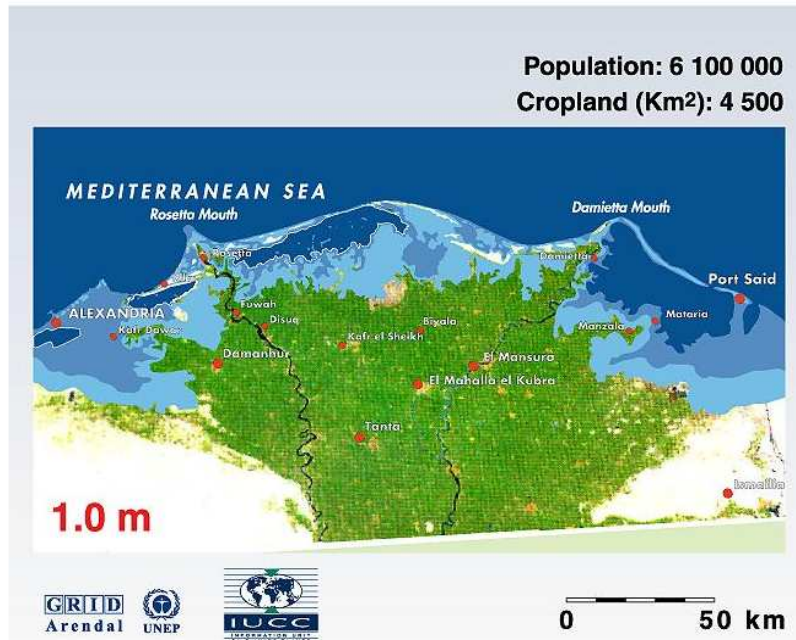 Population: 6 100 000
Cropland (Km²): 4 500
MEDITERRANEAN SEA
Rosetta Mouth
Damietta Mouth
Rosetta
Damietta
Port Said
ALEXANDRIA
Fuwah
Disuq
Mataria
Manzala
Biyala
Kafr el Sheikh
Damanhur
El Mansura
El Mahalla el Kubra
Tanta
Ismailia
1.0 m
GRID
Arendal
UNEP
IUCC
INFORMATION UNIT
0 50 km